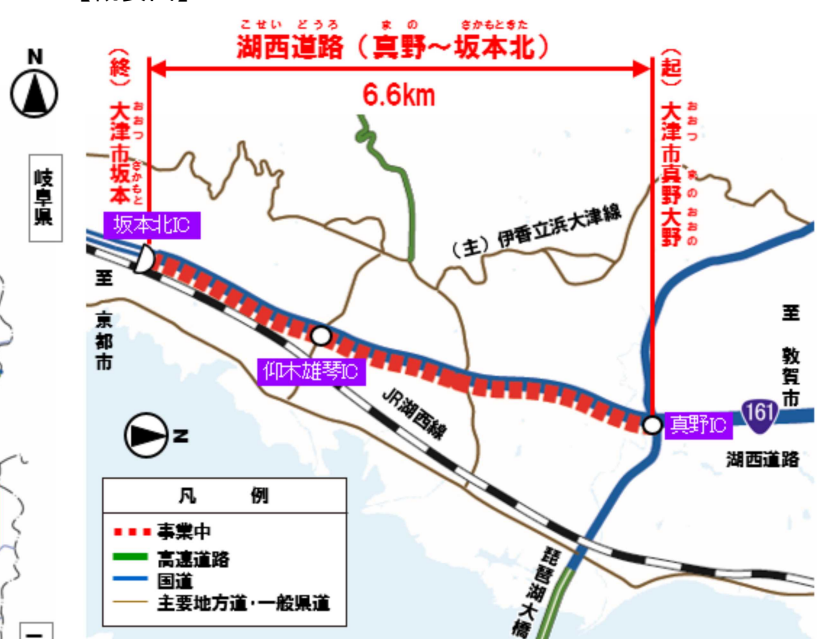 こせい どうろ ま の さかもときた
湖西道路（真野～坂本北）
6.6km
N
岐阜県
（終）大津市坂本
おおつ さかもと
（起）大津市真野大野
おおつ まの おおの
坂本北IC
（主）伊香立浜大津線
至 京都市
至 敦賀市
仰木雄琴IC
JR湖西線
真野IC
161
湖西道路
N
琵琶湖大橋
凡 例
事業中
高速道路
国道
主要地方道・一般県道